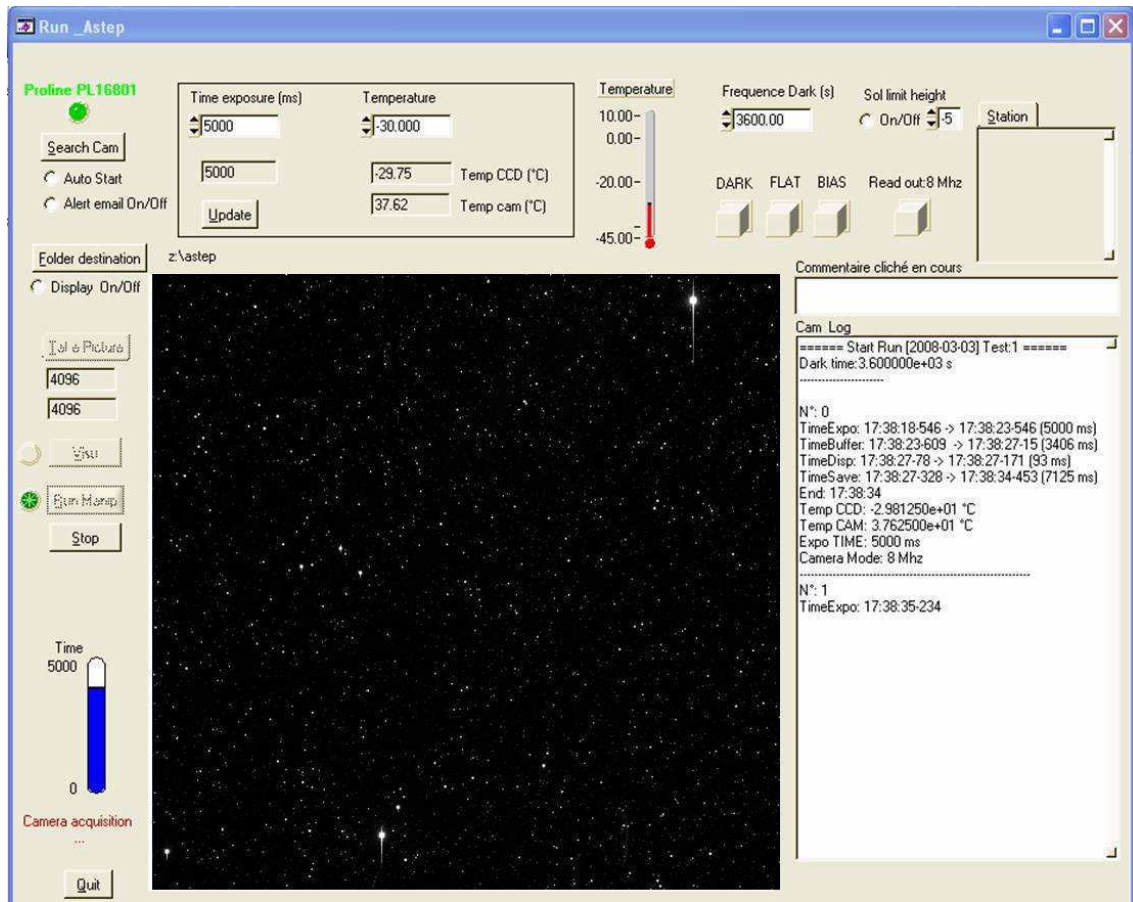 Run _Astep
Proline PL16801
Search Cam
Auto Start
Alert email On/Off
Time exposure (ms)
5000
5000
Update
Temperature
-30.000
-29.75 Temp CCD (°C)
37.62 Temp cam (°C)
Temperature
10.00-
0.00-
-20.00-
-45.00-
Frequence Dark (s)
3600.00
Sol limit height
On/Off -5
Station
DARK FLAT BIAS Read out:8 Mhz
Folder destination z:\astep
Display On/Off
Commentaire cliché en cours
Take Picture
4096
4096
Visu
Run Manip
Stop
Time
5000
0
Camera acquisition
...
Quit
Cam Log
====== Start Run [2008-03-03] Test:1 ======
Dark time:3.600000e+03 s
---------------------
N°: 0
TimeExpo: 17:38:18-546 -> 17:38:23-546 (5000 ms)
TimeBuffer: 17:38:23-609 -> 17:38:27-15 (3406 ms)
TimeDisp: 17:38:27-78 -> 17:38:27-171 (93 ms)
TimeSave: 17:38:27-328 -> 17:38:34-453 (7125 ms)
End: 17:38:34
Temp CCD: -2.981250e+01 °C
Temp CAM: 3.762500e+01 °C
Expo TIME: 5000 ms
Camera Mode: 8 Mhz
----------------------------------------------------------
N°: 1
TimeExpo: 17:38:35-234